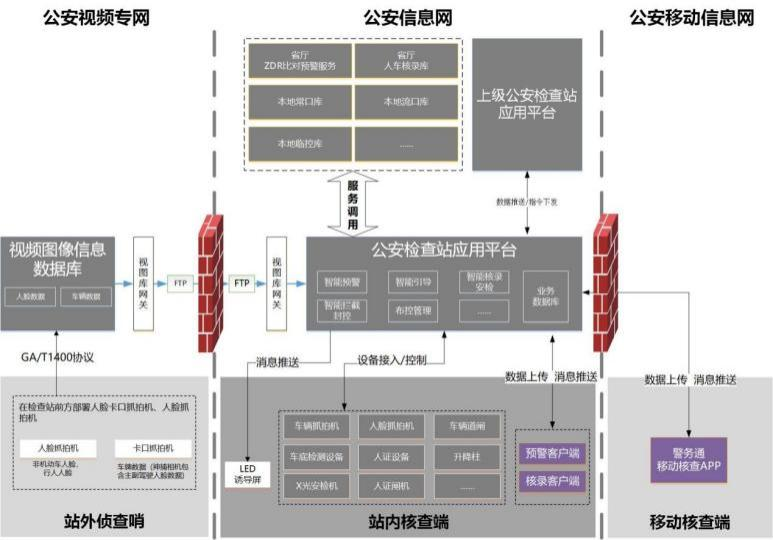 公安视频专网
公安信息网
公安移动信息网
省厅
ZDR比对预警服务
省厅
人车核录库
本地常口库
本地流口库
本地临控库
......
上级公安检查站
应用平台
服务调用
数据推送/指令下发
视频图像信息
数据库
人脸数据
车辆数据
视图库网关
FTP
FTP
视图库网关
公安检查站应用平台
智能预警
智能引导
智能核录
安检
智能拦截
封控
布控管理
......
业务
数据库
GA/T1400协议
消息推送
设备接入/控制
数据上传 消息推送
数据上传 消息推送
在检查站前方部署人脸卡口抓拍机、人脸抓
拍机
人脸抓拍机
卡口抓拍机
非机动车人脸、
行人人脸
车辆数据（神捕相机包
含主副驾驶人脸数据）
LED
诱导屏
车辆抓拍机
人脸抓拍机
车辆道闸
车底检测设备
人证设备
升降柱
X光安检机
人证闸机
......
预警客户端
核录客户端
警务通
移动核查APP
站外侦查哨
站内核查端
移动核查端